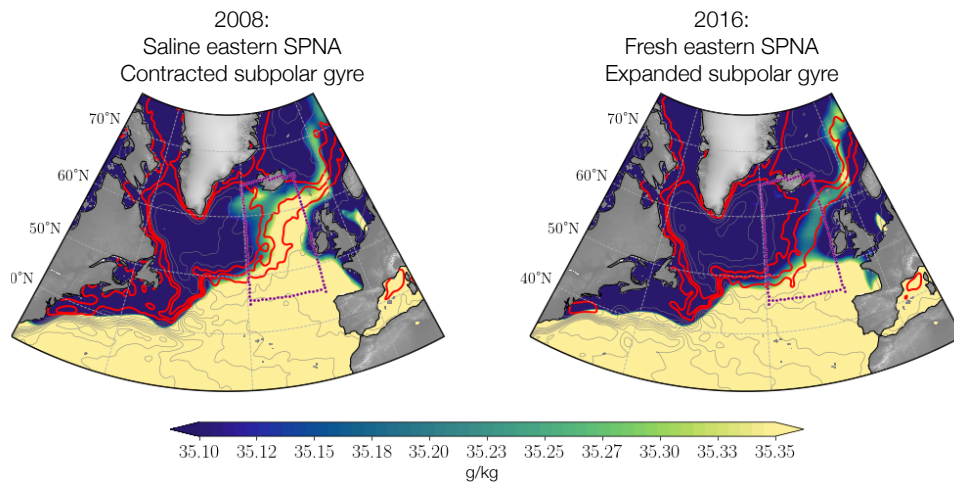 2008:
Saline eastern SPNA
Contracted subpolar gyre
2016:
Fresh eastern SPNA
Expanded subpolar gyre
70°N
60°N
50°N
0°N
70°N
60°N
50°N
40°N
35.10 35.12 35.15 35.18 35.20 35.23 35.25 35.28 35.30 35.33 35.35
g/kg